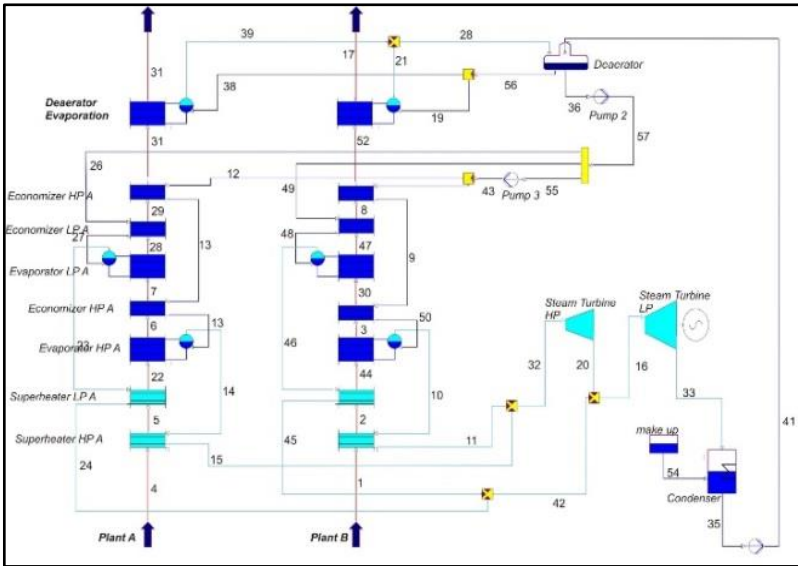 39
17
28
31
38
21
56
Deaerator
36
Deaerator
Evaporation
19
Pump 2
57
31
52
26
12
49
43
Pump 3
55
Economizer HP A
29
8
Economizer LP A
27
28
13
48
47
9
Evaporator LP A
7
30
Economizer HP A
Steam Turbine
HP
Steam Turbine
LP
6
13
3
50
23
Evaporator HP A
46
32
20
16
33
22
14
44
10
41
Superheater LP A
5
2
make up
45
11
Superheater HP A
24
15
54
4
1
42
Condenser
35
Plant A
Plant B